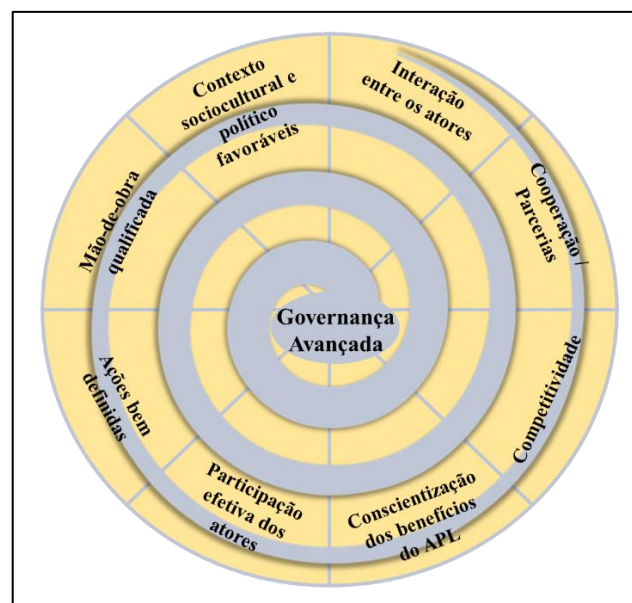 Contexto
sociocultural e
político
favoráveis
Interação
entre os atores
Cooperação /
Parcerias
Competitividade
Conscientização
dos benefícios
do APL
Participação
efetiva dos
atores
Ações bem
definidas
Mão-de-obra
qualificada
Governança
Avançada